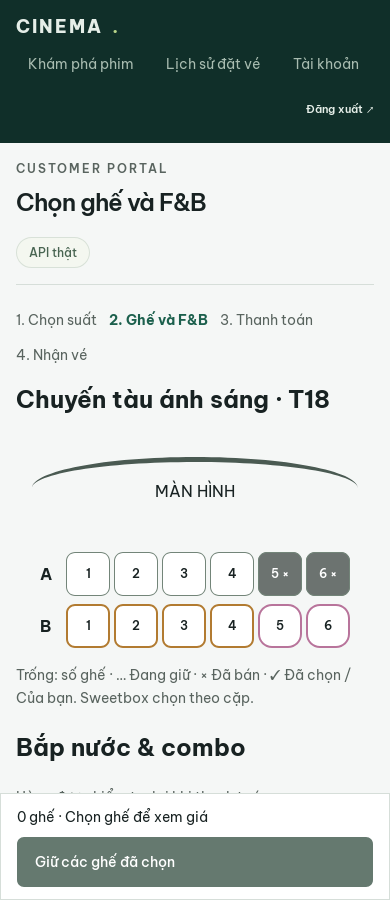 CINEMA .
Khám phá phim Lịch sử đặt vé Tài khoản
Đăng xuất ↗
CUSTOMER PORTAL
Chọn ghế và F&B
API thật
1. Chọn suất 2. Ghế và F&B 3. Thanh toán
4. Nhận vé
Chuyến tàu ánh sáng · T18
MÀN HÌNH
A 1 2 3 4 5 × 6 ×
B 1 2 3 4 5 6
Trống: số ghế · … Đang giữ · × Đã bán · ✓ Đã chọn /
Của bạn. Sweetbox chọn theo cặp.
Bắp nước & combo
0 ghế · Chọn ghế để xem giá
Giữ các ghế đã chọn